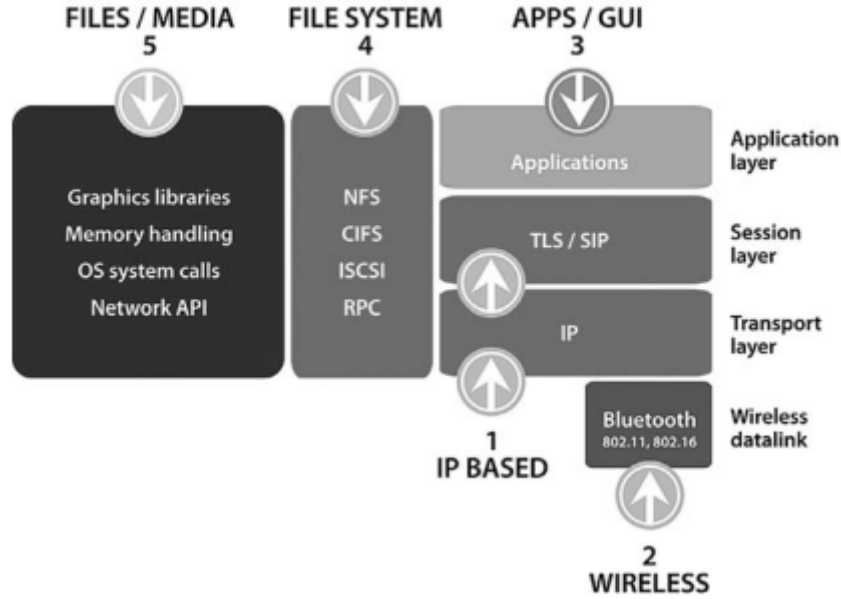 FILES / MEDIA
5
FILE SYSTEM
4
APPS / GUI
3
Graphics libraries
Memory handling
OS system calls
Network API
NFS
CIFS
ISCSI
RPC
Applications
Application
layer
TLS / SIP
Session
layer
IP
Transport
layer
Bluetooth
802.11, 802.16
Wireless
datalink
1
IP BASED
2
WIRELESS